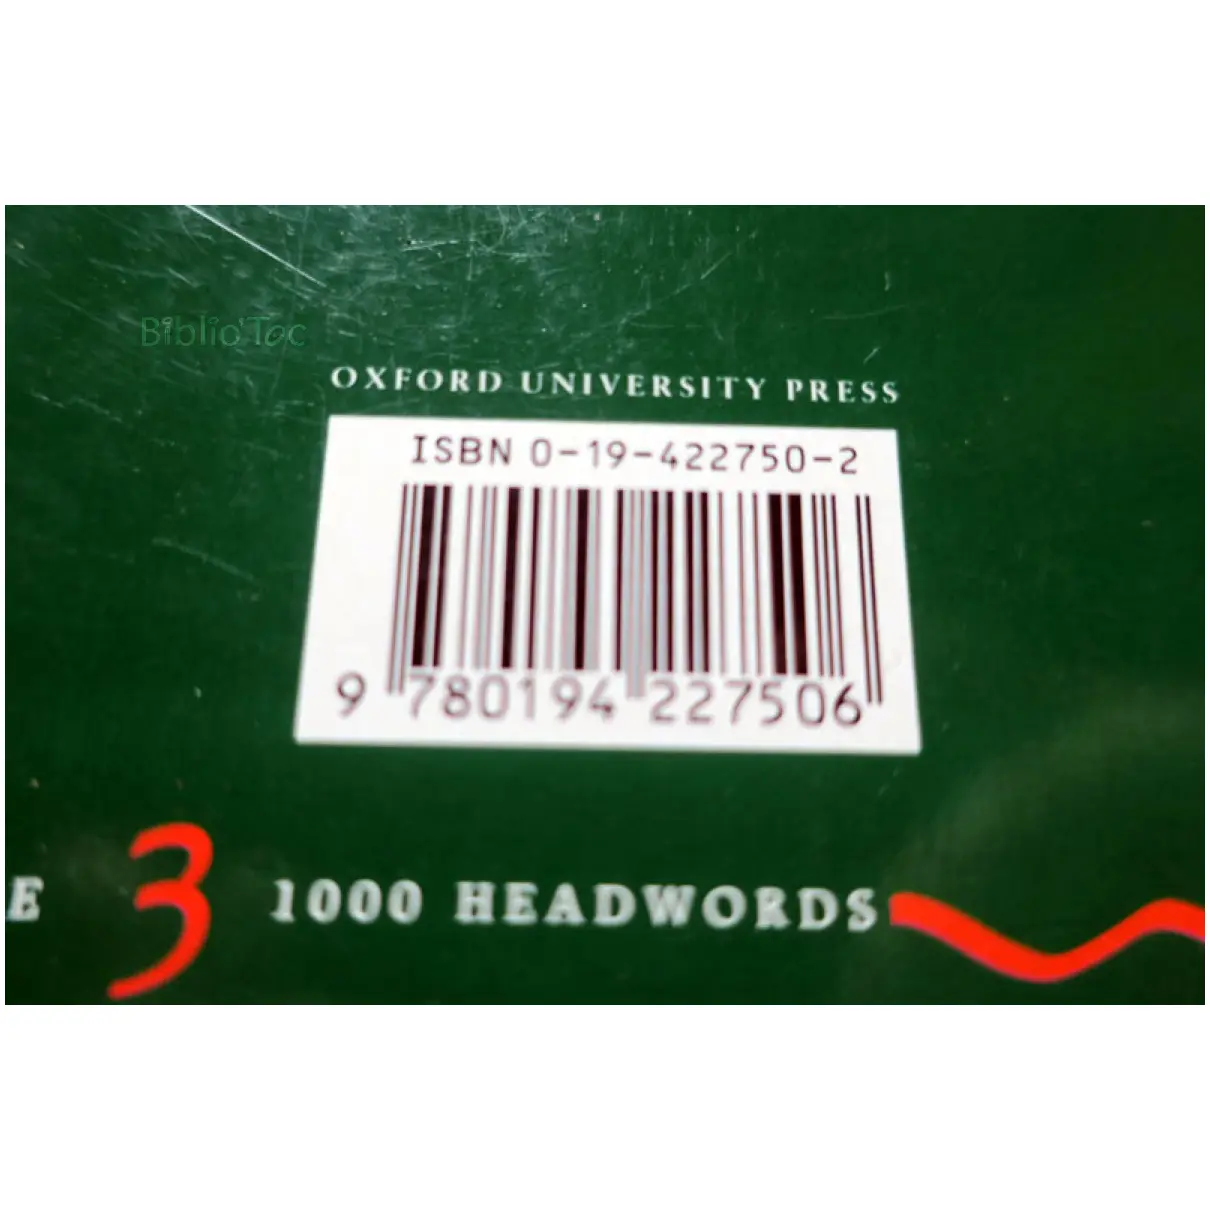 Biblio'Toc
OXFORD UNIVERSITY PRESS
ISBN 0-19-422750-2
9 780194 227506
E 3 1000 HEADWORDS